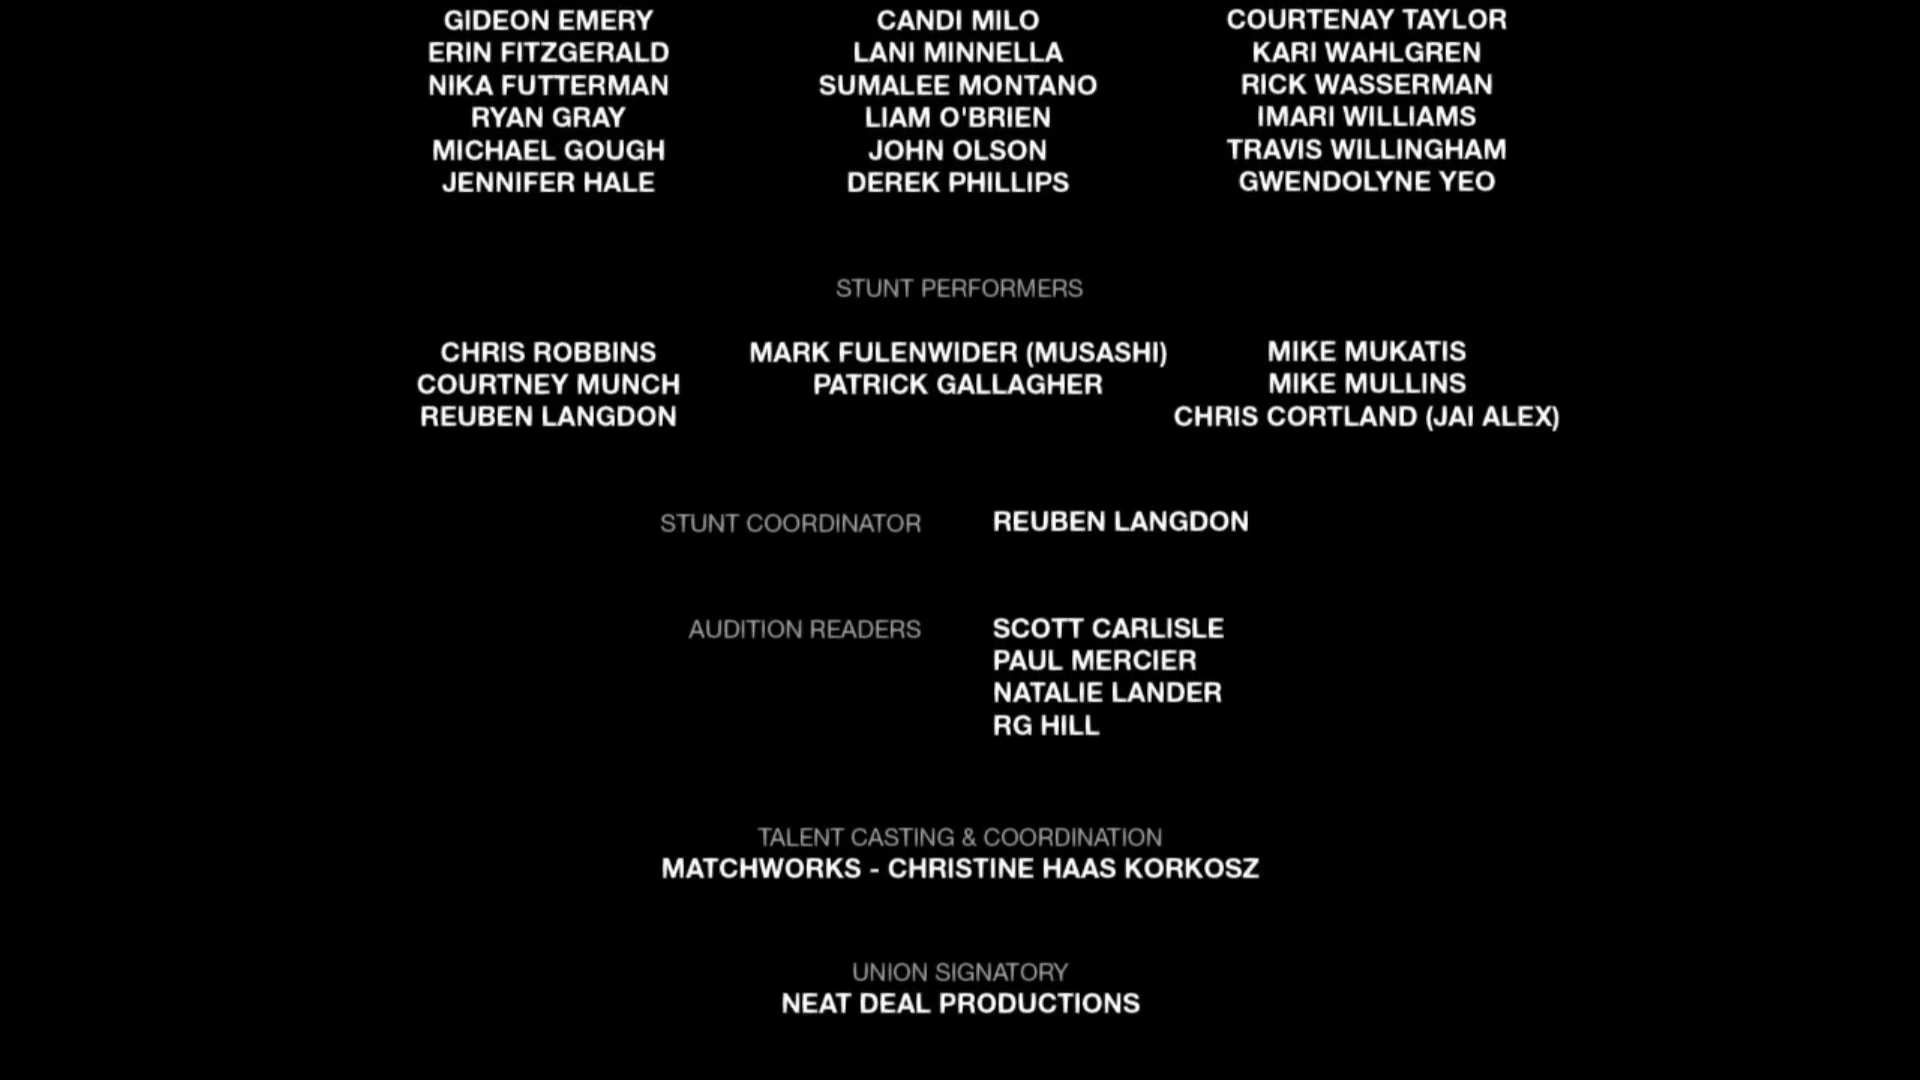 GIDEON EMERY CANDI MILO COURTENAY TAYLOR
ERIN FITZGERALD LANI MINNELLA KARI WAHLGREN
NIKA FUTTERMAN SUMALEE MONTANO RICK WASSERMAN
RYAN GRAY LIAM O'BRIEN IMARI WILLIAMS
MICHAEL GOUGH JOHN OLSON TRAVIS WILLINGHAM
JENNIFER HALE DEREK PHILLIPS GWENDOLYNE YEO
STUNT PERFORMERS
CHRIS ROBBINS MARK FULENWIDER (MUSASHI) MIKE MUKATIS
COURTNEY MUNCH PATRICK GALLAGHER MIKE MULLINS
REUBEN LANGDON CHRIS CORTLAND (JAI ALEX)
STUNT COORDINATOR REUBEN LANGDON
AUDITION READERS SCOTT CARLISLE
PAUL MERCIER
NATALIE LANDER
RG HILL
TALENT CASTING & COORDINATION
MATCHWORKS - CHRISTINE HAAS KORKOSZ
UNION SIGNATORY
NEAT DEAL PRODUCTIONS